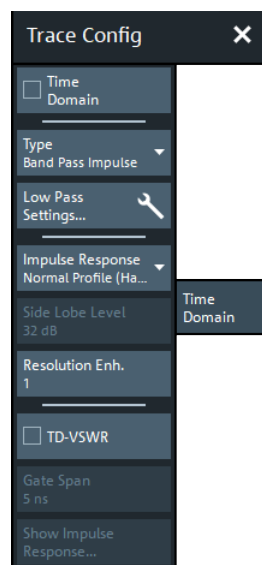 Trace Config
Time
Domain
Type
Band Pass Impulse
Low Pass
Settings...
Impulse Response
Normal Profile (Ha...
Side Lobe Level
32 dB
Time
Domain
Resolution Enh.
1
TD-VSWR
Gate Span
5 ns
Show Impulse
Response...